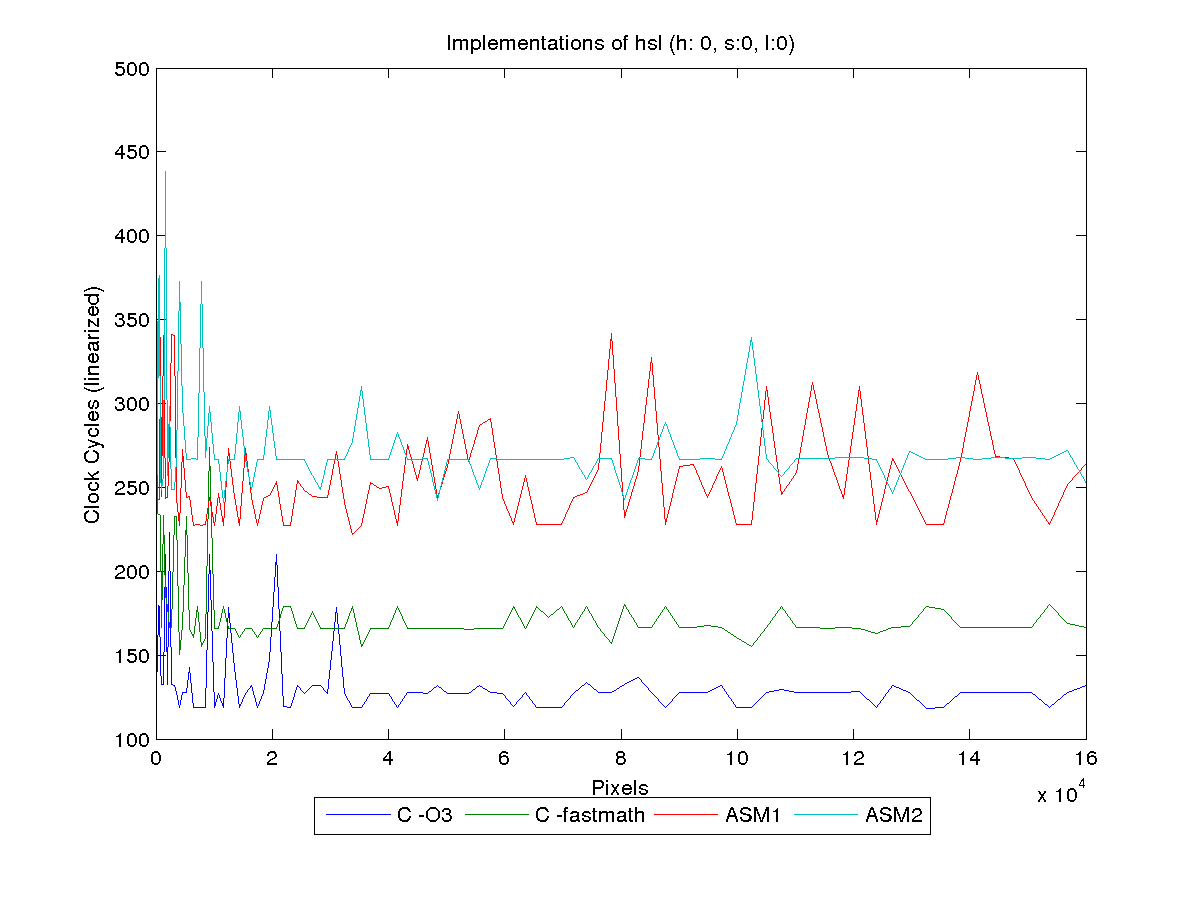 Implementations of hsl (h: 0, s:0, l:0)
500
450
400
350
300
250
200
150
100
Clock Cycles (linearized)
0 2 4 6 8 10 12 14 16
Pixels
x 10^4
C -O3 C -fastmath ASM1 ASM2